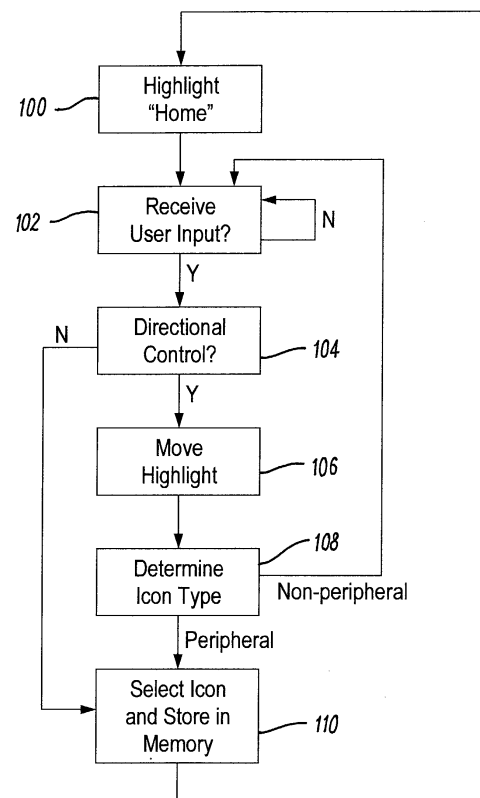 Highlight
“Home”
100
Receive
User Input?
102
N
Y
Directional
Control?
104
N
Y
Move
Highlight
106
108
Determine
Icon Type
Non-peripheral
Peripheral
Select Icon
and Store in
Memory
110